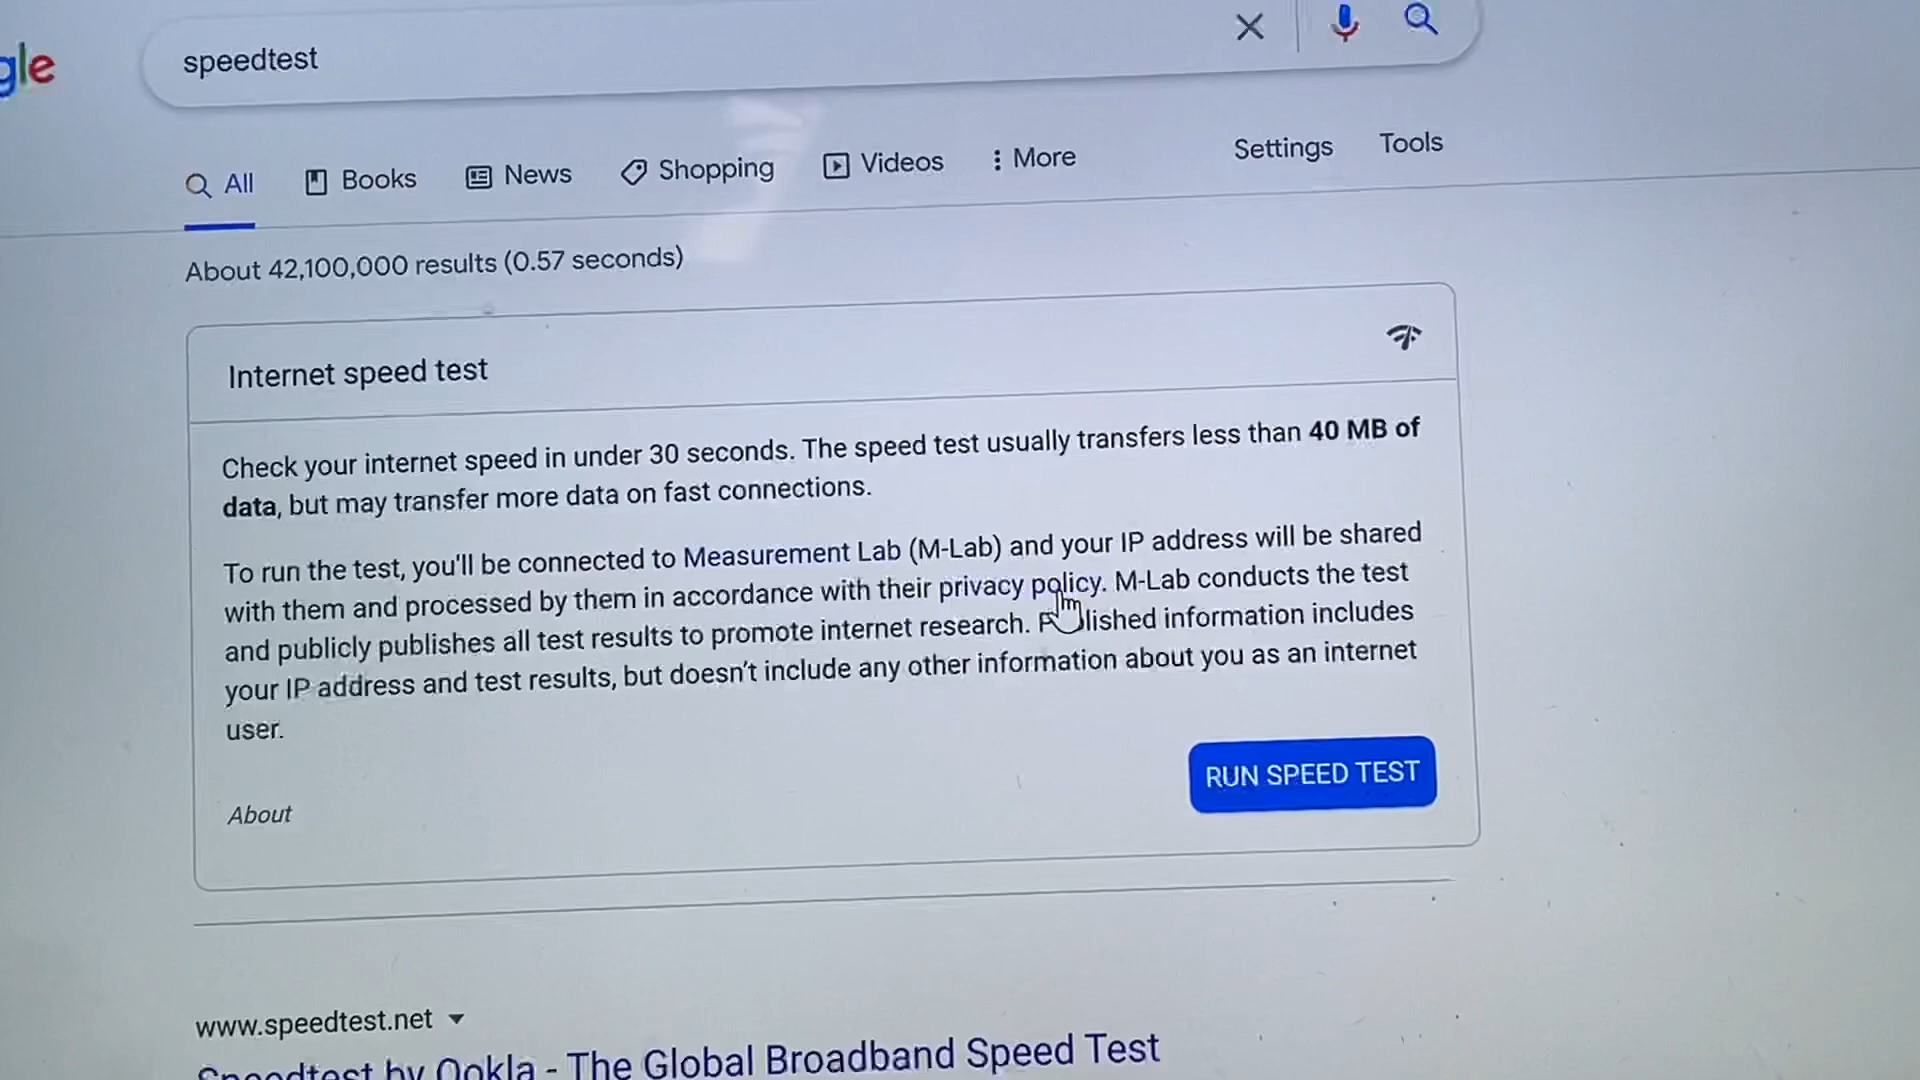 gle
speedtest
All Books News Shopping Videos More Settings Tools
About 42,100,000 results (0.57 seconds)
Internet speed test
Check your internet speed in under 30 seconds. The speed test usually transfers less than 40 MB of
data, but may transfer more data on fast connections.
To run the test, you'll be connected to Measurement Lab (M-Lab) and your IP address will be shared
with them and processed by them in accordance with their privacy policy. M-Lab conducts the test
and publicly publishes all test results to promote internet research. Published information includes
your IP address and test results, but doesn't include any other information about you as an internet
user.
RUN SPEED TEST
About
www.speedtest.net
Speedtest by Ookla - The Global Broadband Speed Test